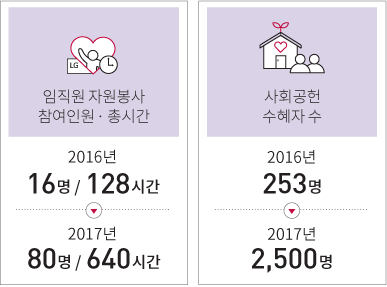 LG
임직원 자원봉사
참여인원 · 총시간
2016년
16명 / 128시간
2017년
80명 / 640시간
사회공헌
수혜자 수
2016년
253명
2017년
2,500명